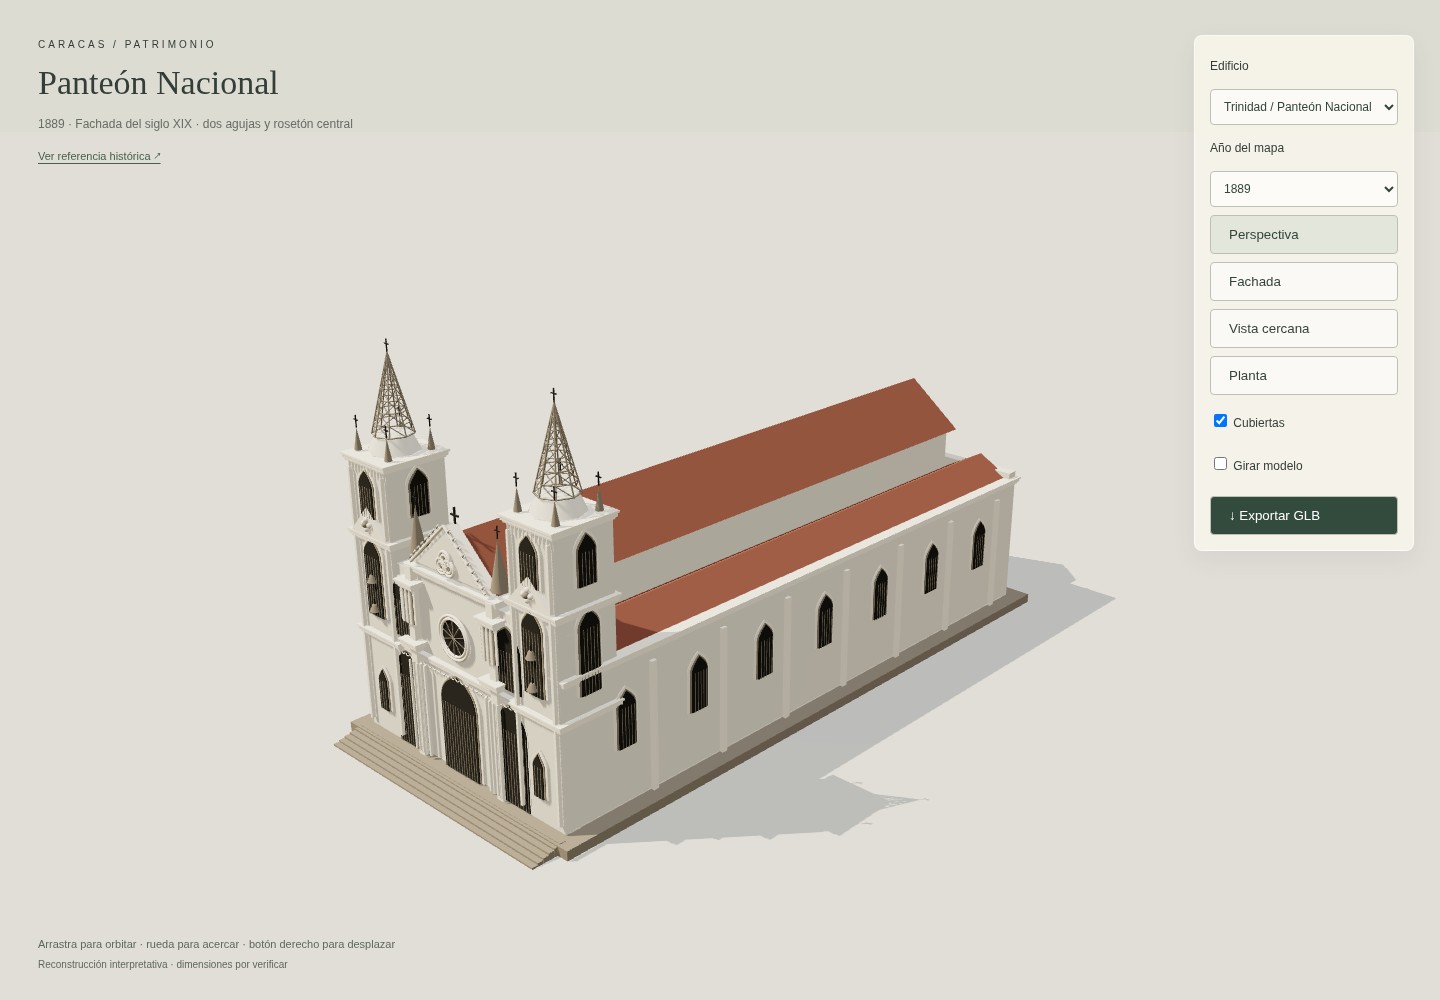 CARACAS / PATRIMONIO
Panteón Nacional
1889 · Fachada del siglo XIX · dos agujas y rosetón central
Ver referencia histórica ↗
Edificio
Trinidad / Panteón Nacional
Año del mapa
1889
Perspectiva
Fachada
Vista cercana
Planta
Cubiertas
Girar modelo
↓ Exportar GLB
Arrastra para orbitar · rueda para acercar · botón derecho para desplazar
Reconstrucción interpretativa · dimensiones por verificar